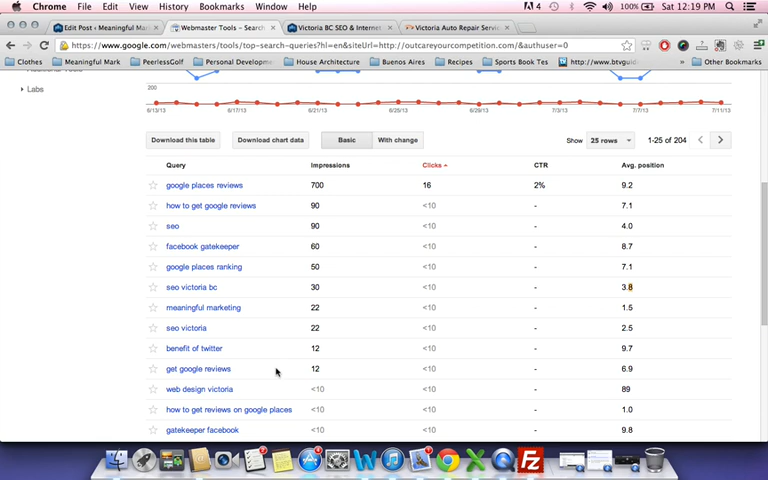 Chrome File Edit View History Bookmarks Window Help 4 100% Sat 12:19 PM
Edit Post ‹ Meaningful Mar Webmaster Tools – Search Victoria BC SEO & Internet Victoria Auto Repair Servi
https://www.google.com/webmasters/tools/top-search-queries?hl=en&siteUrl=http://outcareyourcompetition.com/&authuser=0
Clothes Meaningful Mark PeerlessGolf Personal Developm House Architecture Buenos Aires Recipes Sports Book Tes http://www.btvguid Other Bookmarks
Labs
200
6/13/13 6/17/13 6/21/13 6/25/13 6/29/13 7/3/13 7/7/13 7/11/13
Download this table Download chart data Basic With change Show 25 rows 1-25 of 204
Query Impressions Clicks CTR Avg. position
google places reviews 700 16 2% 9.2
how to get google reviews 90 <10 - 7.1
seo 90 <10 - 4.0
facebook gatekeeper 60 <10 - 8.7
google places ranking 50 <10 - 7.1
seo victoria bc 30 <10 - 3.8
meaningful marketing 22 <10 - 1.5
seo victoria 22 <10 - 2.5
benefit of twitter 12 <10 - 9.7
get google reviews 12 <10 - 6.9
web design victoria <10 <10 - 89
how to get reviews on google places <10 <10 - 1.0
gatekeeper facebook <10 <10 - 9.8